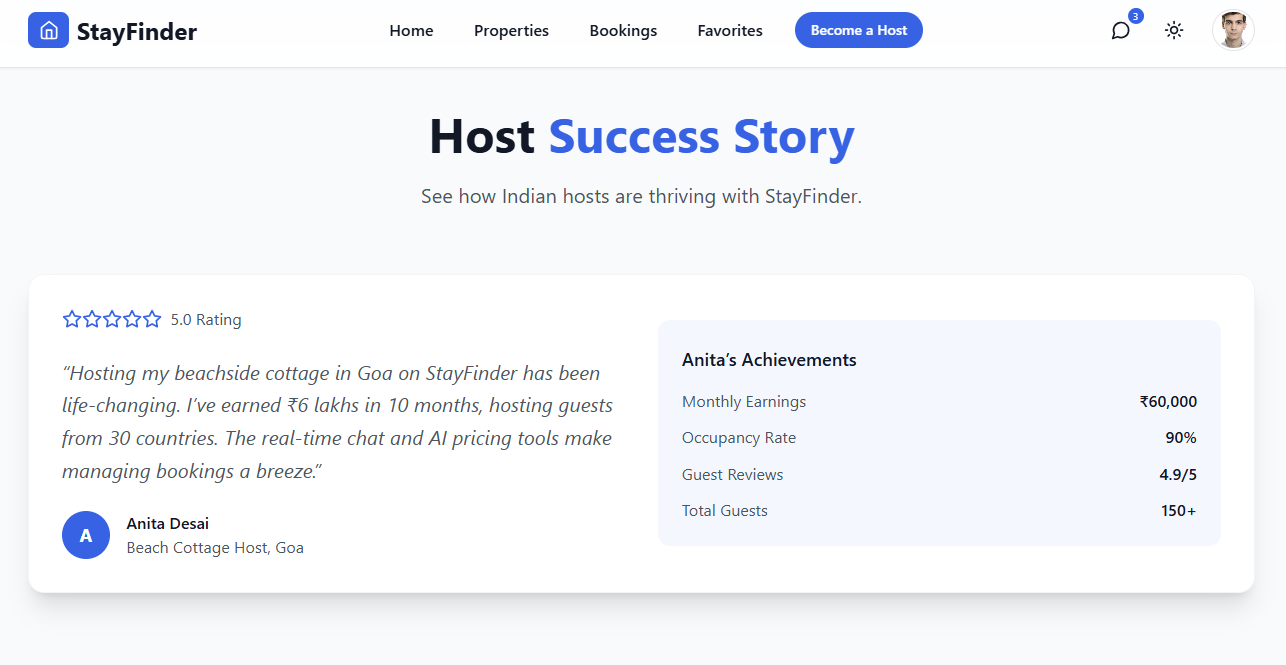 StayFinder
Home
Properties
Bookings
Favorites
Become a Host
3
Host Success Story
See how Indian hosts are thriving with StayFinder.
5.0 Rating
“Hosting my beachside cottage in Goa on StayFinder has been
life-changing. I’ve earned ₹6 lakhs in 10 months, hosting guests
from 30 countries. The real-time chat and AI pricing tools make
managing bookings a breeze.”
A
Anita Desai
Beach Cottage Host, Goa
Anita’s Achievements
Monthly Earnings ₹60,000
Occupancy Rate 90%
Guest Reviews 4.9/5
Total Guests 150+